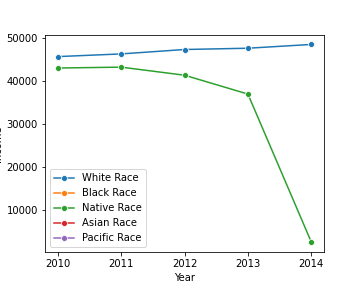 50000
40000
30000
20000
10000
White Race
Black Race
Native Race
Asian Race
Pacific Race
2010 2011 2012 2013 2014
Year